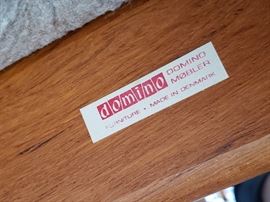 domino
DOMINO
MØBLER
FURNITURE • MADE IN DENMARK